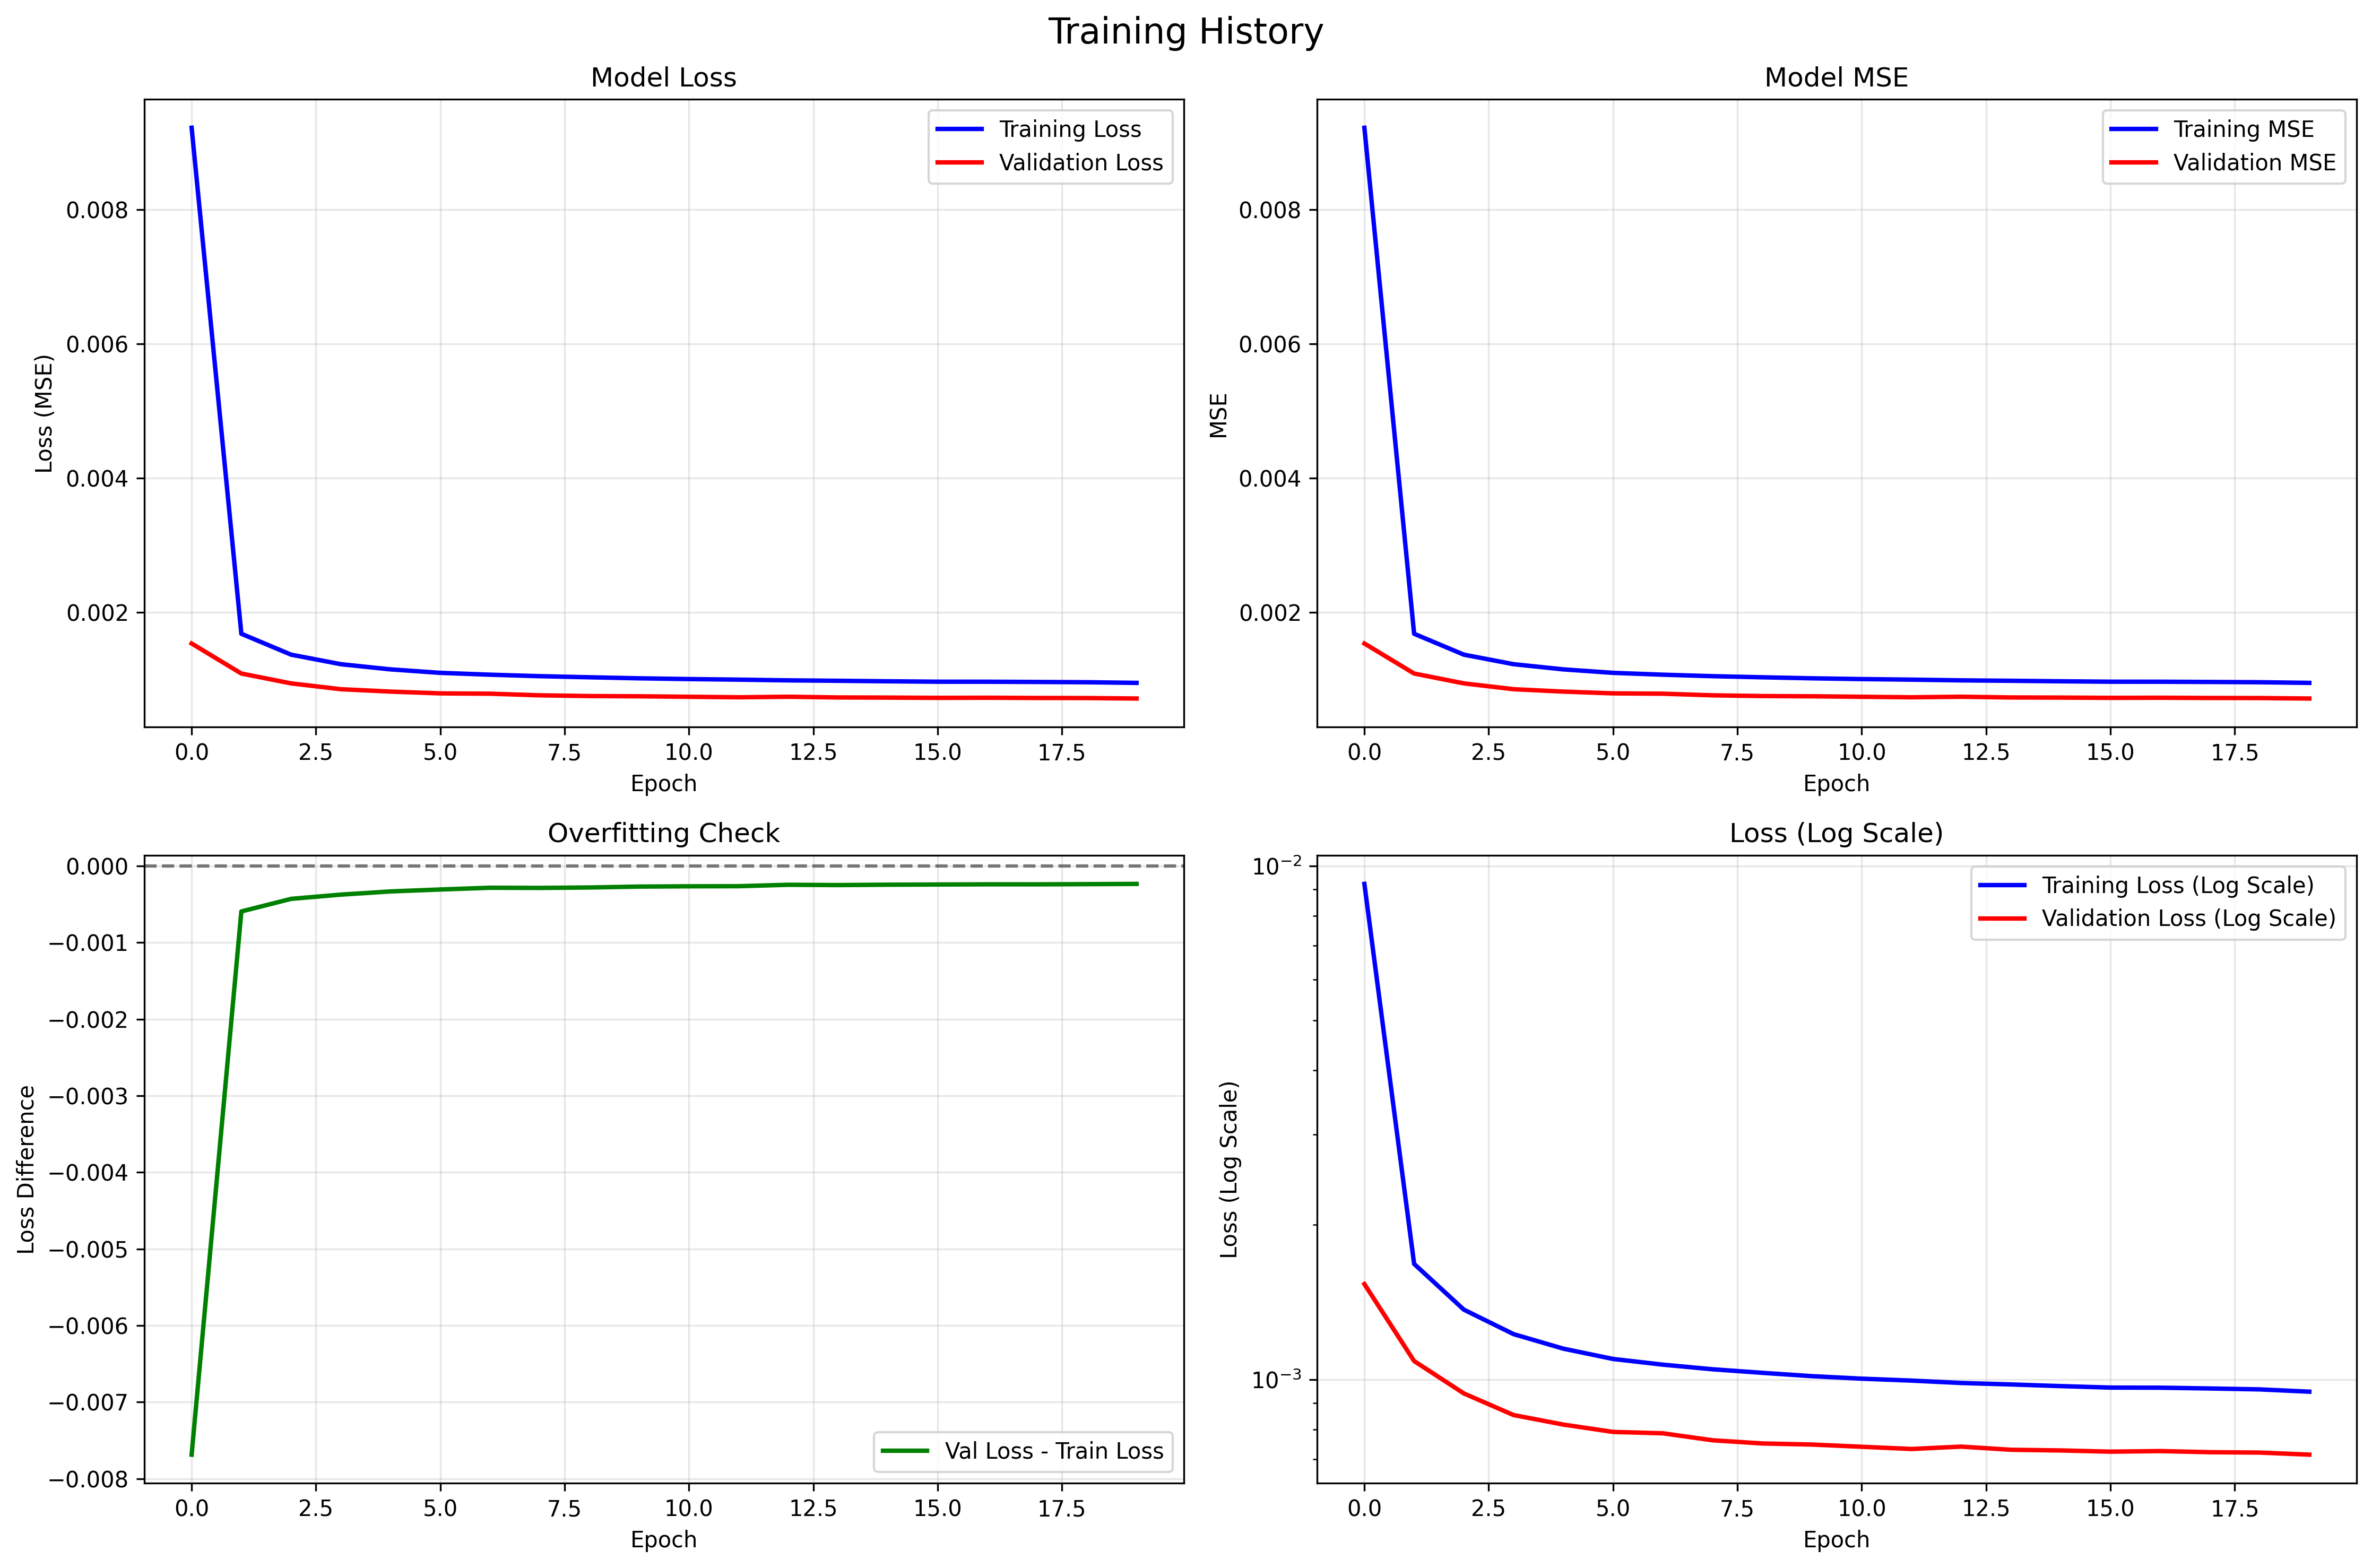 Training History
Model Loss
Training Loss
Validation Loss
0.008
0.006
0.004
0.002
Loss (MSE)
0.0 2.5 5.0 7.5 10.0 12.5 15.0 17.5
Epoch
Model MSE
Training MSE
Validation MSE
0.008
0.006
0.004
0.002
MSE
0.0 2.5 5.0 7.5 10.0 12.5 15.0 17.5
Epoch
Overfitting Check
0.000
−0.001
−0.002
−0.003
−0.004
−0.005
−0.006
−0.007
−0.008
Loss Difference
Val Loss - Train Loss
0.0 2.5 5.0 7.5 10.0 12.5 15.0 17.5
Epoch
Loss (Log Scale)
Training Loss (Log Scale)
Validation Loss (Log Scale)
10⁻²
10⁻³
Loss (Log Scale)
0.0 2.5 5.0 7.5 10.0 12.5 15.0 17.5
Epoch